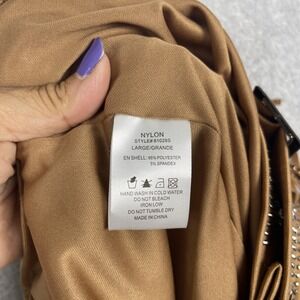 NYLON
STYLE# 81028S
LARGE/GRANDE
EN SHELL: 95% POLYESTER
5% SPANDEX
HAND WASH IN COLD WATER
DO NOT BLEACH
IRON LOW
DO NOT TUMBLE DRY
MADE IN CHINA